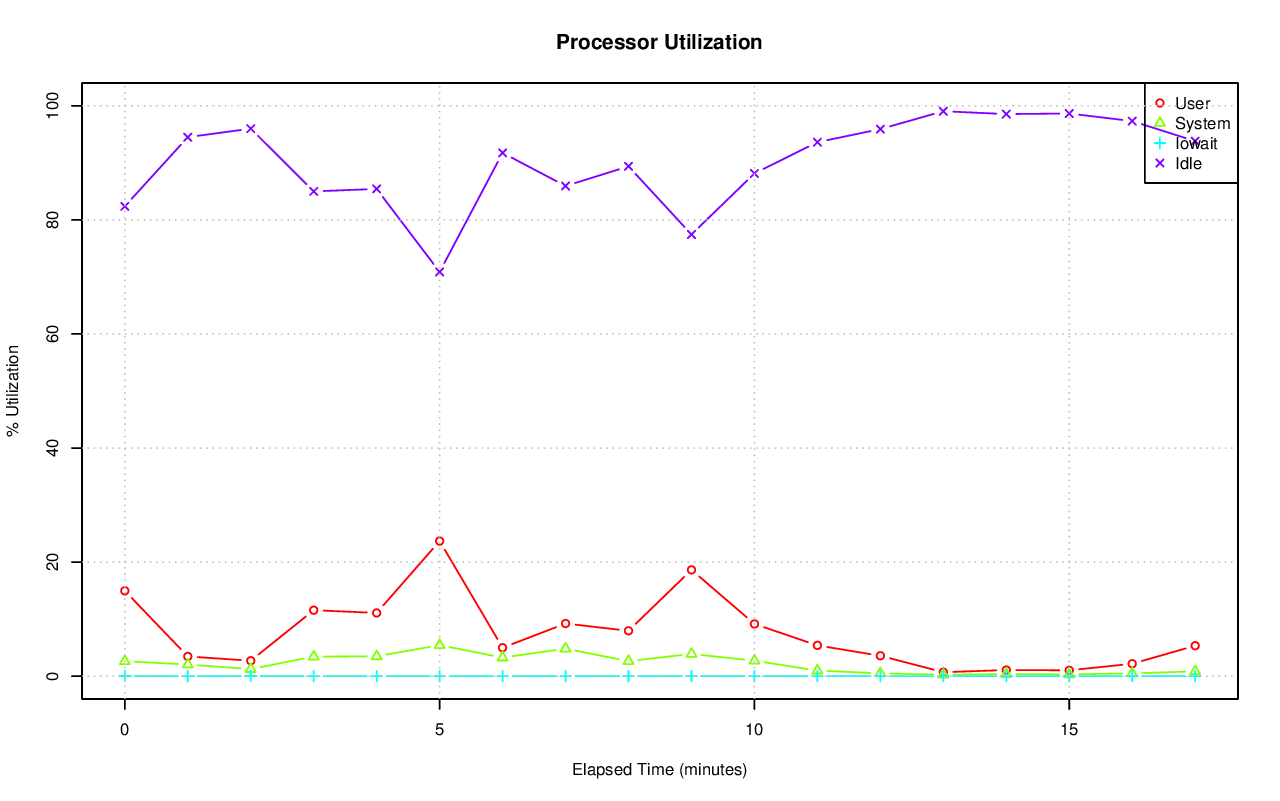 Processor Utilization
% Utilization
100
80
60
40
20
0
User
System
Iowait
Idle
0 5 10 15
Elapsed Time (minutes)